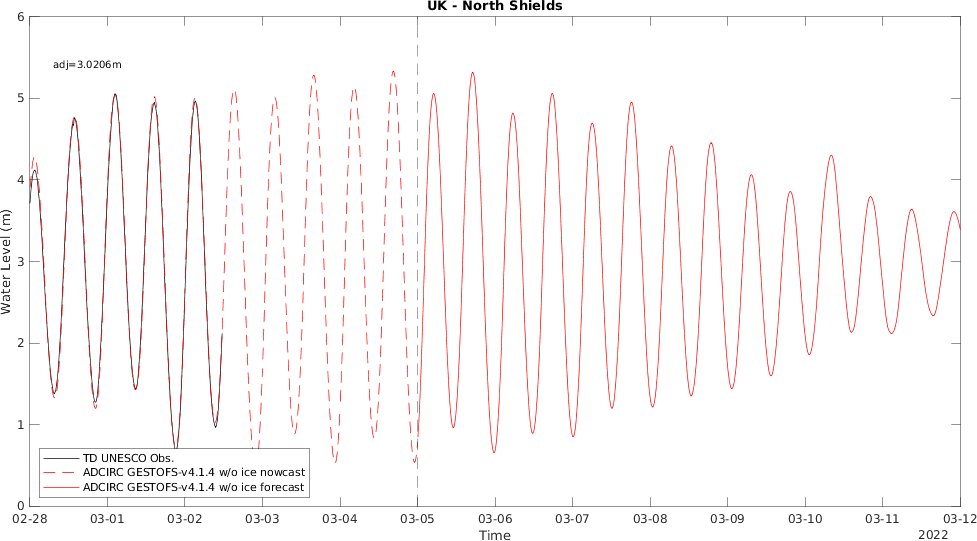 UK - North Shields
adj=3.0206m
Water Level (m)
6
5
4
3
2
1
0
TD UNESCO Obs.
ADCIRC GESTOFS-v4.1.4 w/o ice nowcast
ADCIRC GESTOFS-v4.1.4 w/o ice forecast
02-28 03-01 03-02 03-03 03-04 03-05 03-06 03-07 03-08 03-09 03-10 03-11 03-12
Time
2022